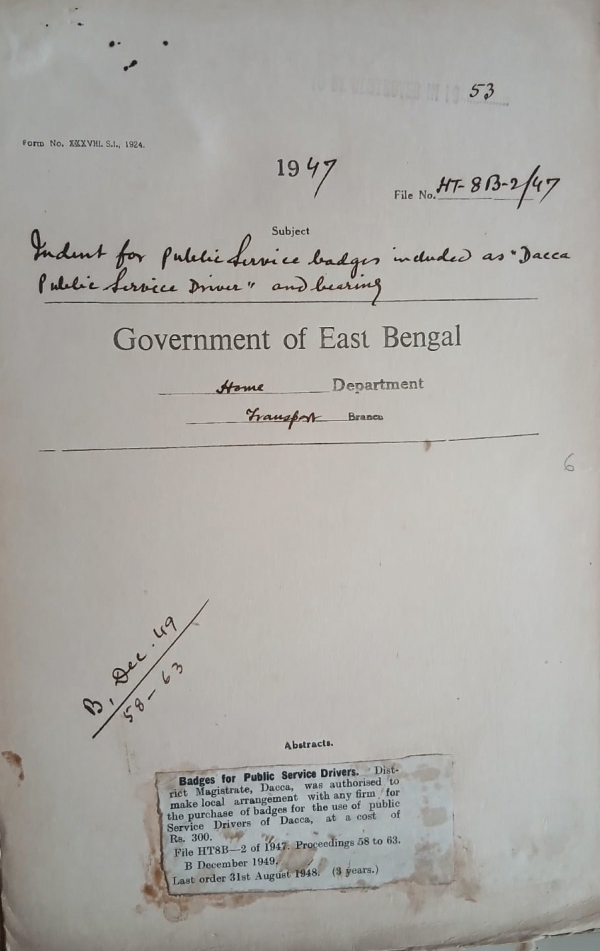 53
Form No. XXXVIII. S.I., 1924.
1947
File No. HT-8B-2/47
Subject
Indent for Public Service badges included as "Dacca
Public Service Driver" and bearing
Government of East Bengal
Home Department
Transport Branch
6
B, Dec. 49
58-63
Abstracts.
Badges for Public Service Drivers. Dist-
rict Magistrate, Dacca, was authorised to
make local arrangement with any firm for
the purchase of badges for the use of public
Service Drivers of Dacca, at a cost of
Rs. 300.
File HT8B—2 of 1947. Proceedings 58 to 63.
B December 1949.
Last order 31st August 1948. (3 years.)